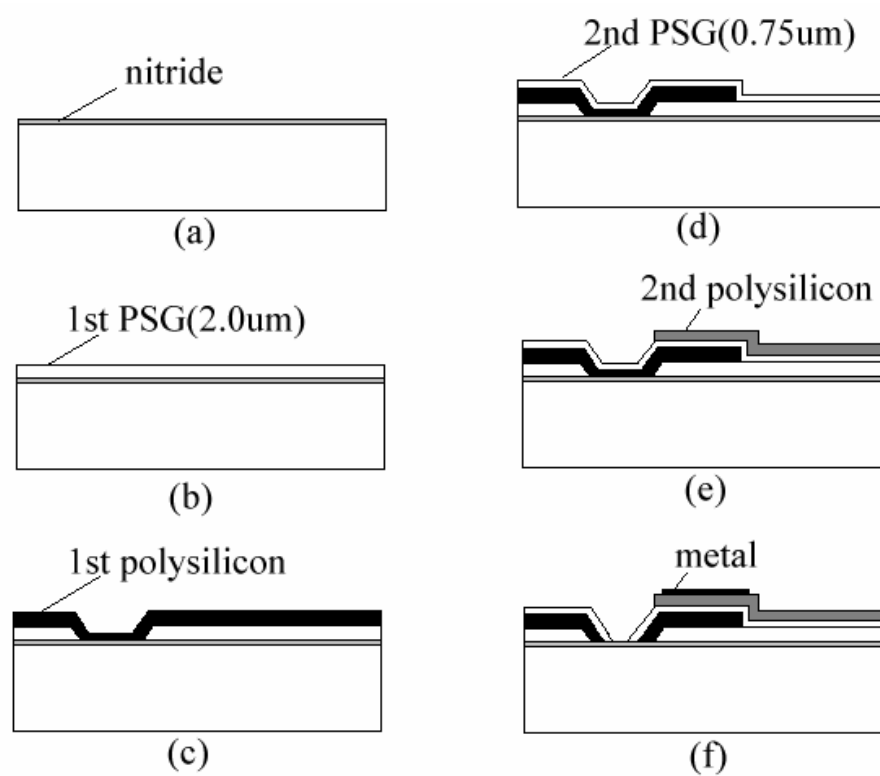 nitride
(a)
1st PSG(2.0um)
(b)
1st polysilicon
(c)
2nd PSG(0.75um)
(d)
2nd polysilicon
(e)
metal
(f)